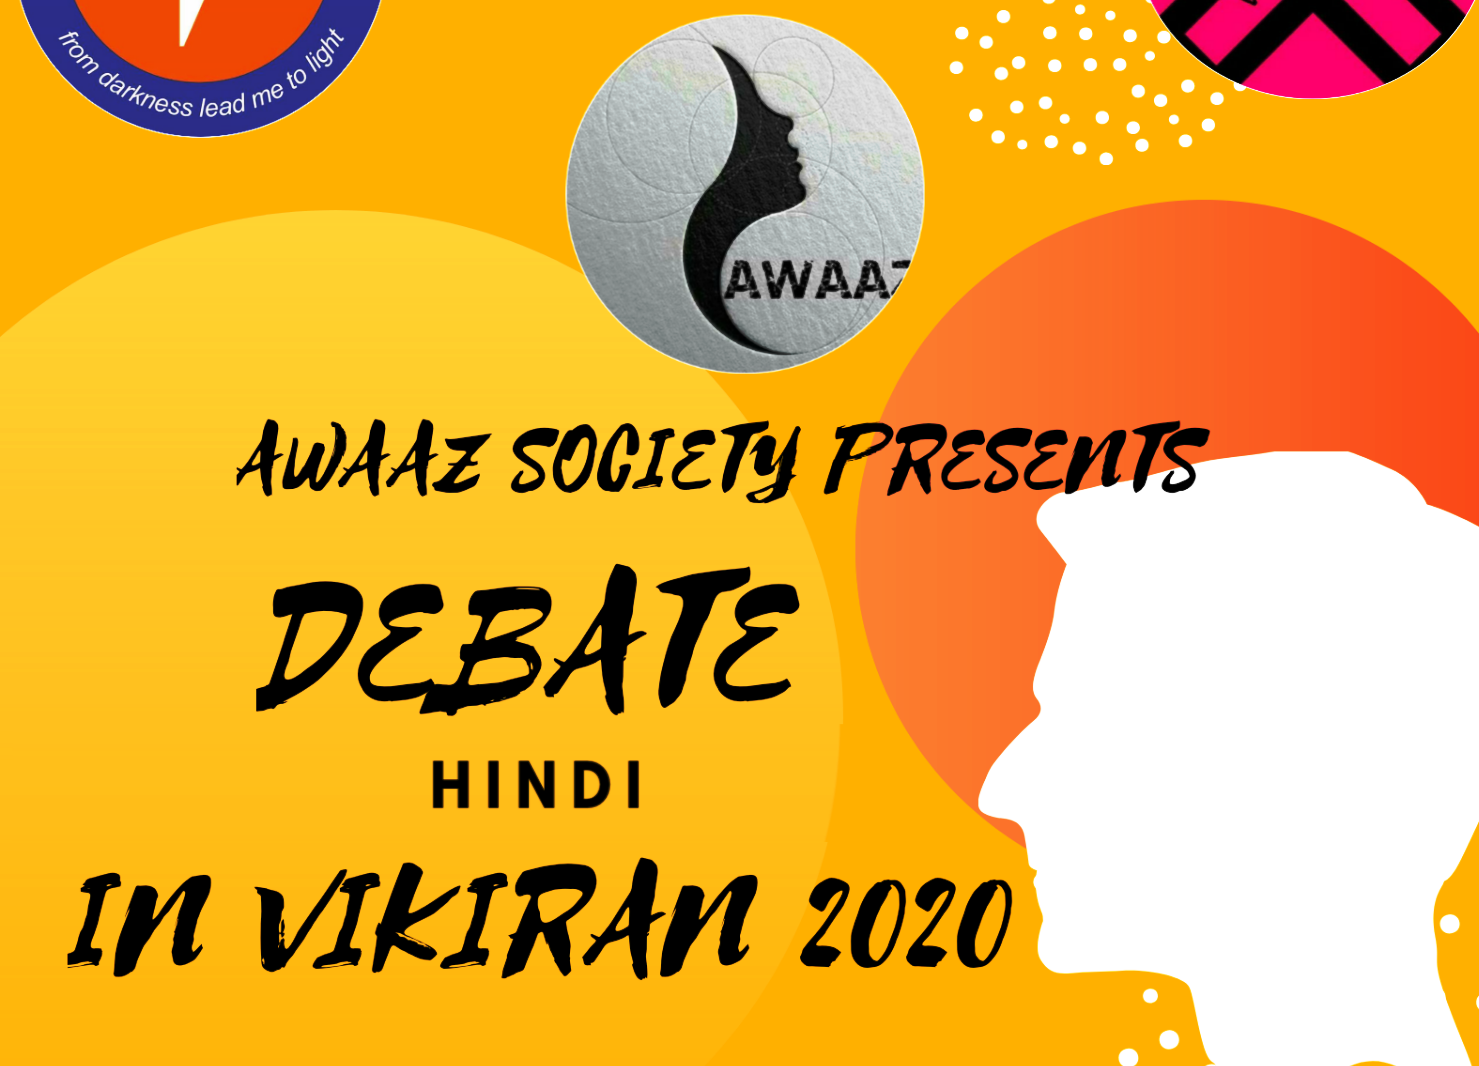 from darkness lead me to light
AWAAZ
AWAAZ SOCIETY PRESENTS
DEBATE
HINDI
IN VIKIRAN 2020